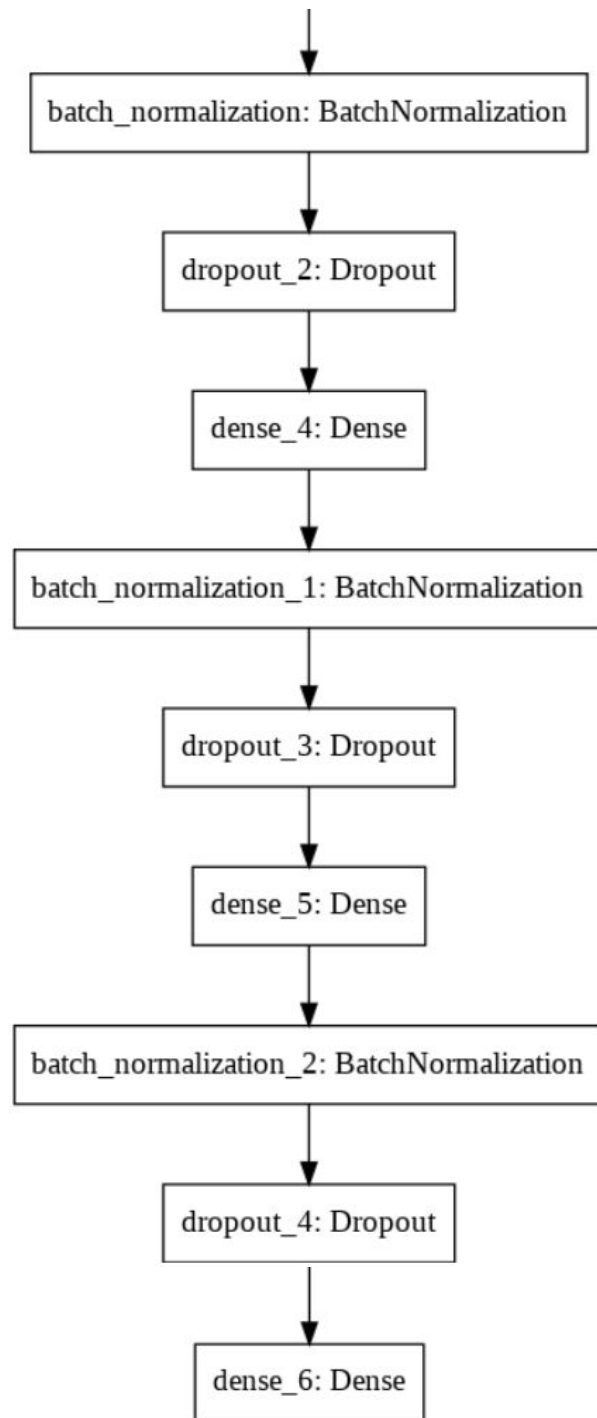 batch_normalization: BatchNormalization
dropout_2: Dropout
dense_4: Dense
batch_normalization_1: BatchNormalization
dropout_3: Dropout
dense_5: Dense
batch_normalization_2: BatchNormalization
dropout_4: Dropout
dense_6: Dense